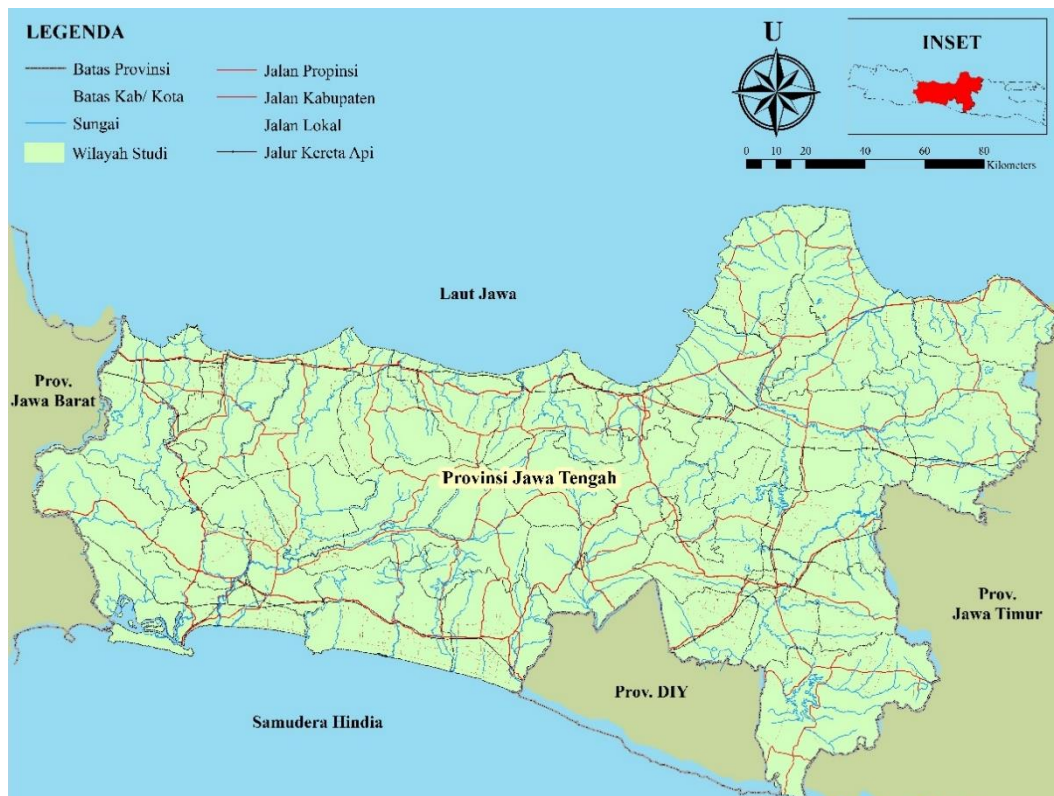 LEGENDA
Batas Provinsi
Batas Kab/ Kota
Sungai
Wilayah Studi
Jalan Propinsi
Jalan Kabupaten
Jalan Lokal
Jalur Kereta Api
U
INSET
0 10 20 40 60 80
Kilometers
Laut Jawa
Prov.
Jawa Barat
Provinsi Jawa Tengah
Prov.
Jawa Timur
Prov. DIY
Samudera Hindia